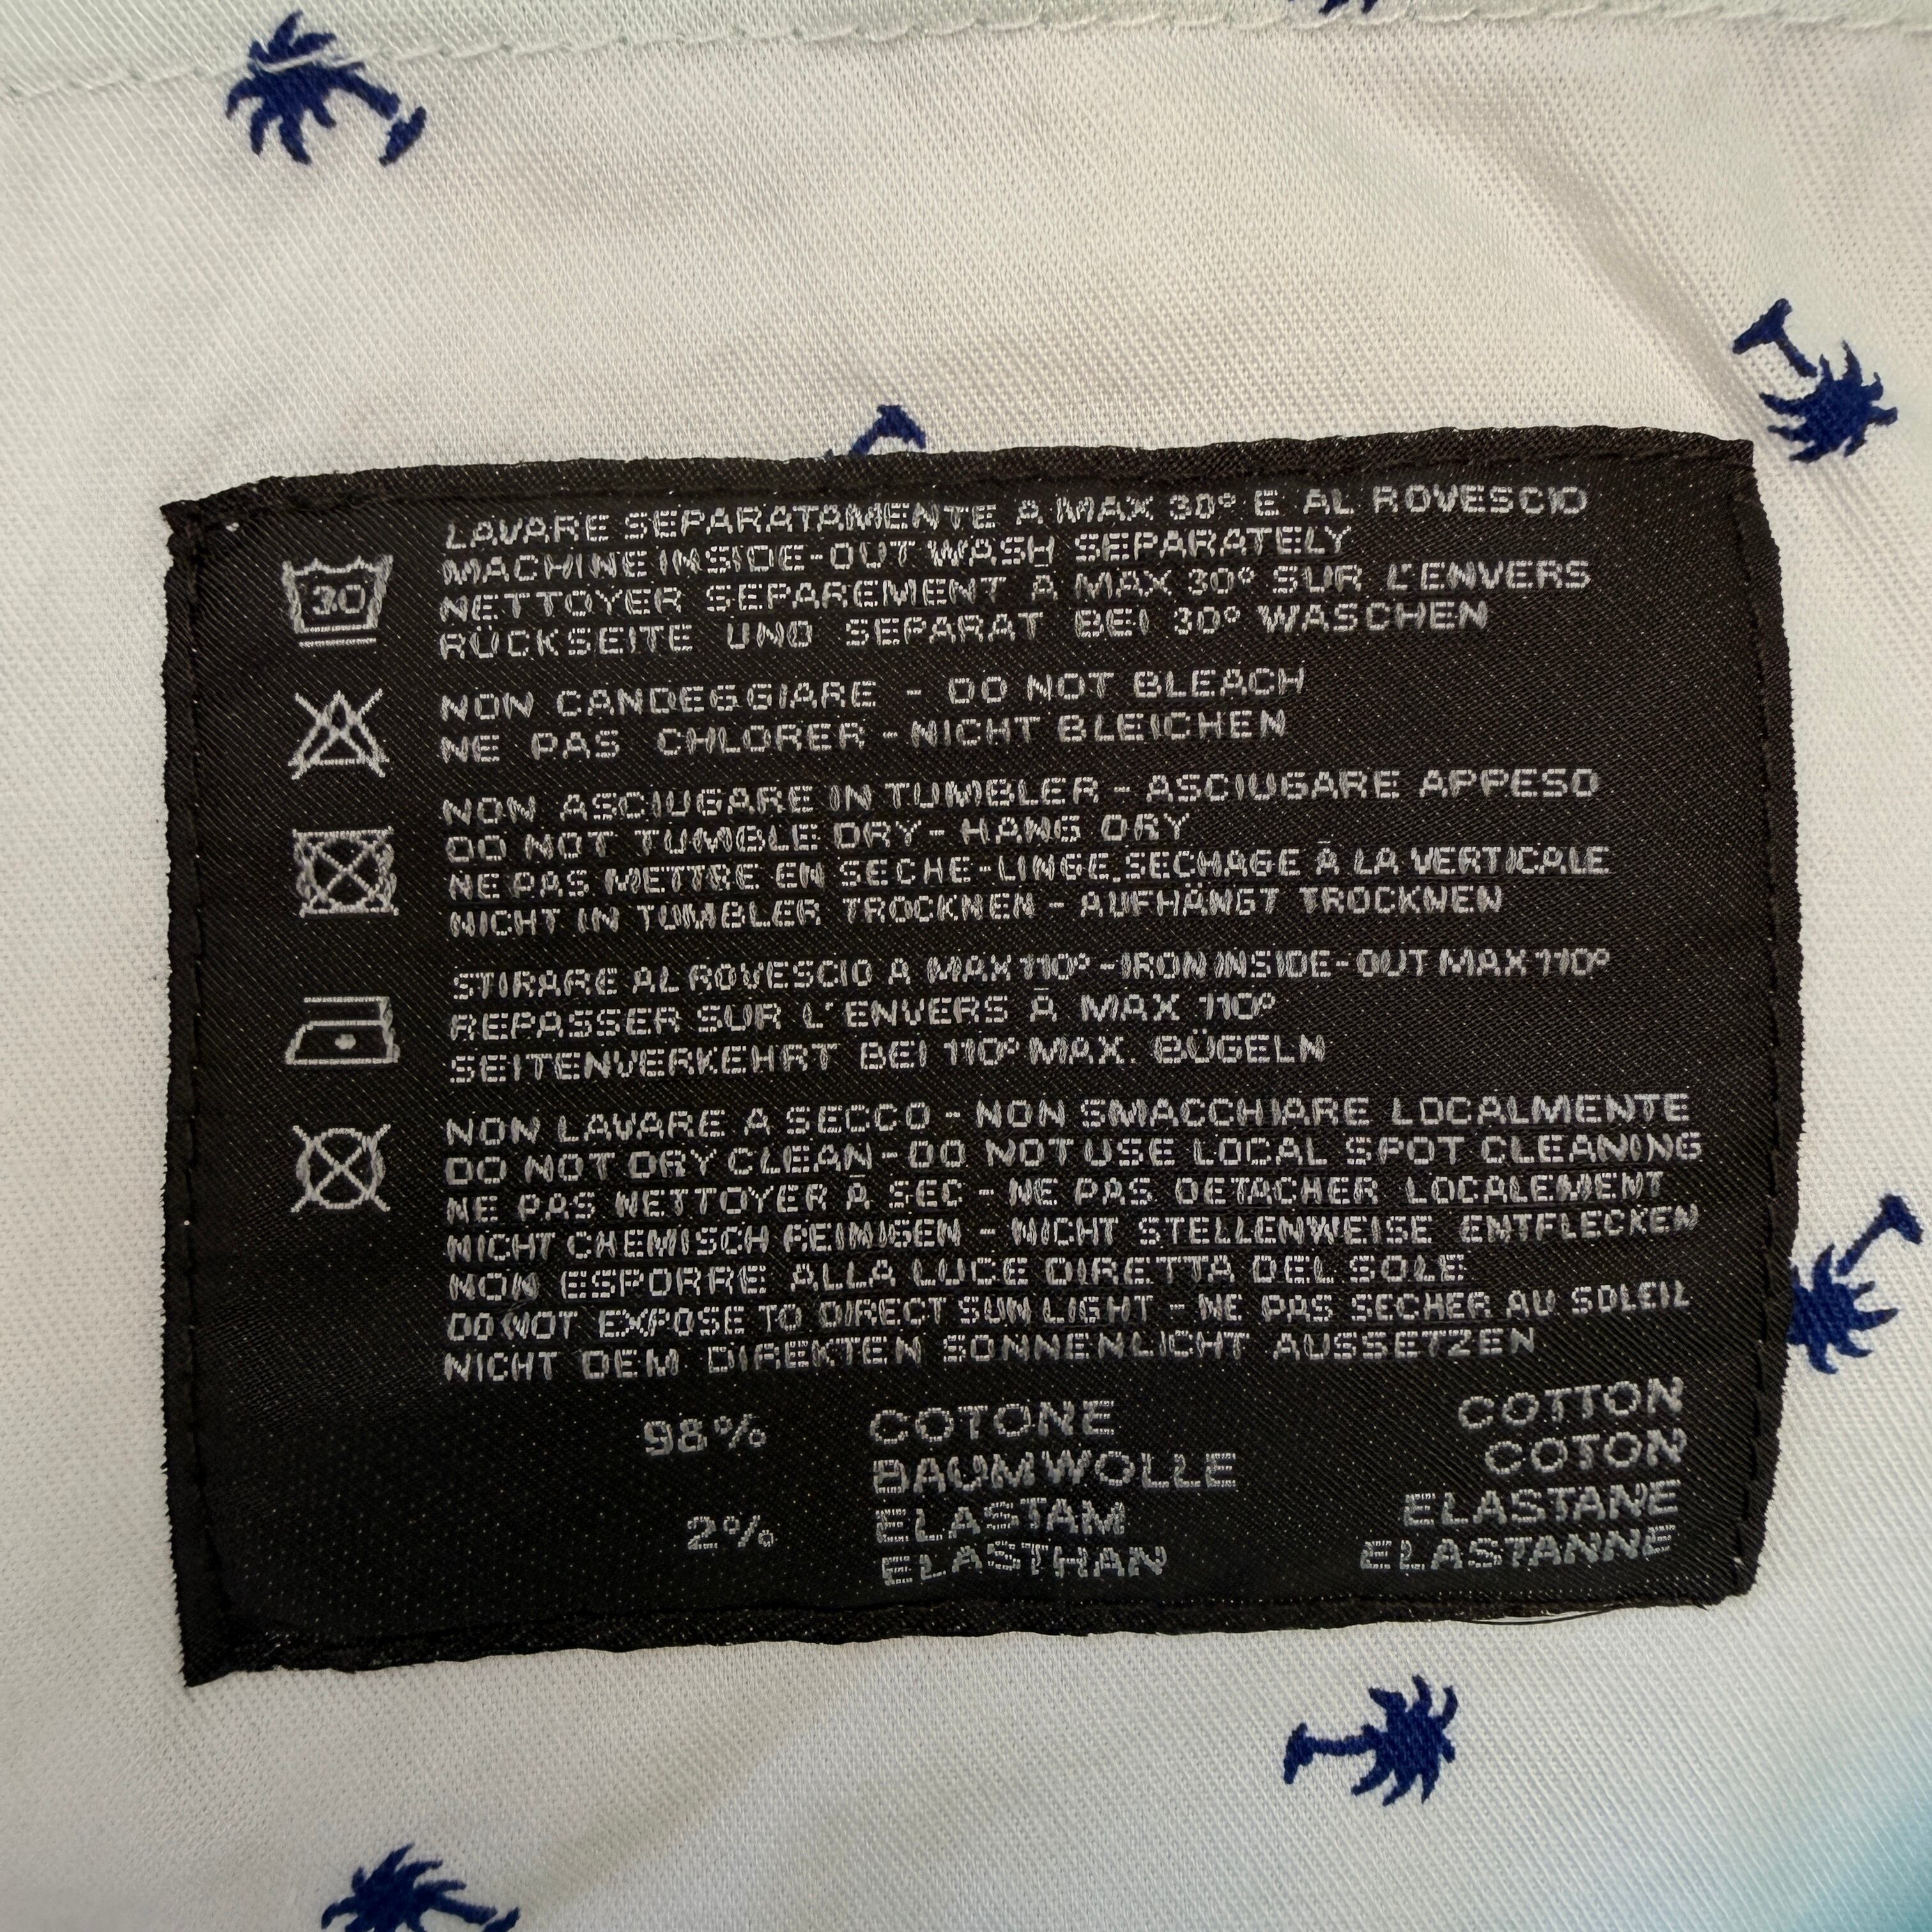 LAVARE SEPARATAMENTE A MAX 30° E AL ROVESCIO
30
MACHINE INSIDE-OUT WASH SEPARATELY
NETTOYER SEPAREMENT A MAX 30° SUR L'ENVERS
RÜCKSEITE UND SEPARAT BEI 30° WASCHEN
NON CANDEGGIARE - DO NOT BLEACH
NE PAS CHLORER - NICHT BLEICHEN
NON ASCIUGARE IN TUMBLER - ASCIUGARE APPESO
DO NOT TUMBLE DRY - HANG DRY
NE PAS METTRE EN SECHE-LINGE.SECHAGE À LA VERTICALE
NICHT IN TUMBLER TROCKNEN - AUFHÄNGT TROCKNEN
STIRARE AL ROVESCIO A MAX 110° - IRON INSIDE-OUT MAX 110°
REPASSER SUR L'ENVERS À MAX 110°
SEITENVERKEHRT BEI 110° MAX. BÜGELN
NON LAVARE A SECCO - NON SMACCHIARE LOCALMENTE
DO NOT DRY CLEAN - DO NOT USE LOCAL SPOT CLEANING
NE PAS NETTOYER À SEC - NE PAS DETACHER LOCALEMENT
NICHT CHEMISCH REINIGEN - NICHT STELLENWEISE ENTFLECKEN
NON ESPORRE ALLA LUCE DIRETTA DEL SOLE
DO NOT EXPOSE TO DIRECT SUN LIGHT - NE PAS SECHER AU SOLEIL
NICHT DEM DIREKTEN SONNENLICHT AUSSETZEN
98% COTONE COTTON
BAUMWOLLE COTON
2% ELASTAM ELASTANE
ELASTHAN ELASTANNE